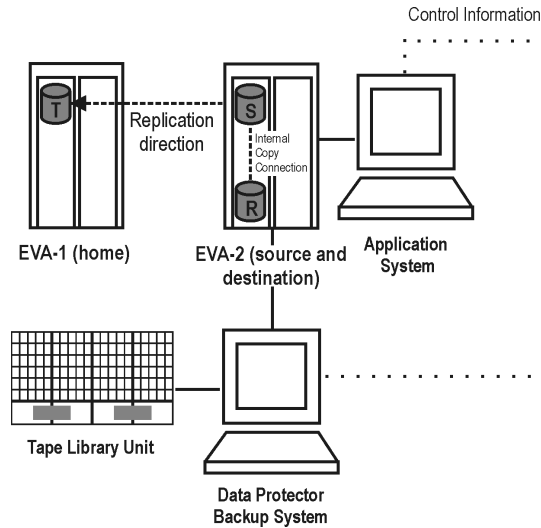 Control Information
T
S
Replication
direction
Internal
Copy
Connection
R
EVA-1 (home)
EVA-2 (source and
destination)
Application
System
Tape Library Unit
Data Protector
Backup System